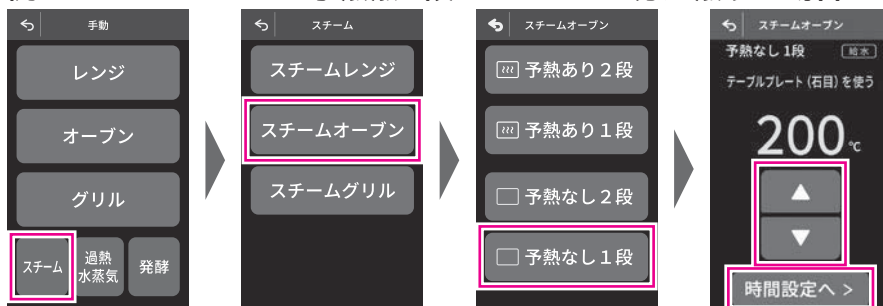 手動
レンジ
オーブン
グリル
スチーム
過熱
水蒸気
発酵
スチーム
スチームレンジ
スチームオーブン
スチームグリル
スチームオーブン
予熱あり2段
予熱あり1段
予熱なし2段
予熱なし1段
スチームオーブン
予熱なし 1段 給水
テーブルプレート(石目)を使う
200℃
▲
▼
時間設定へ >